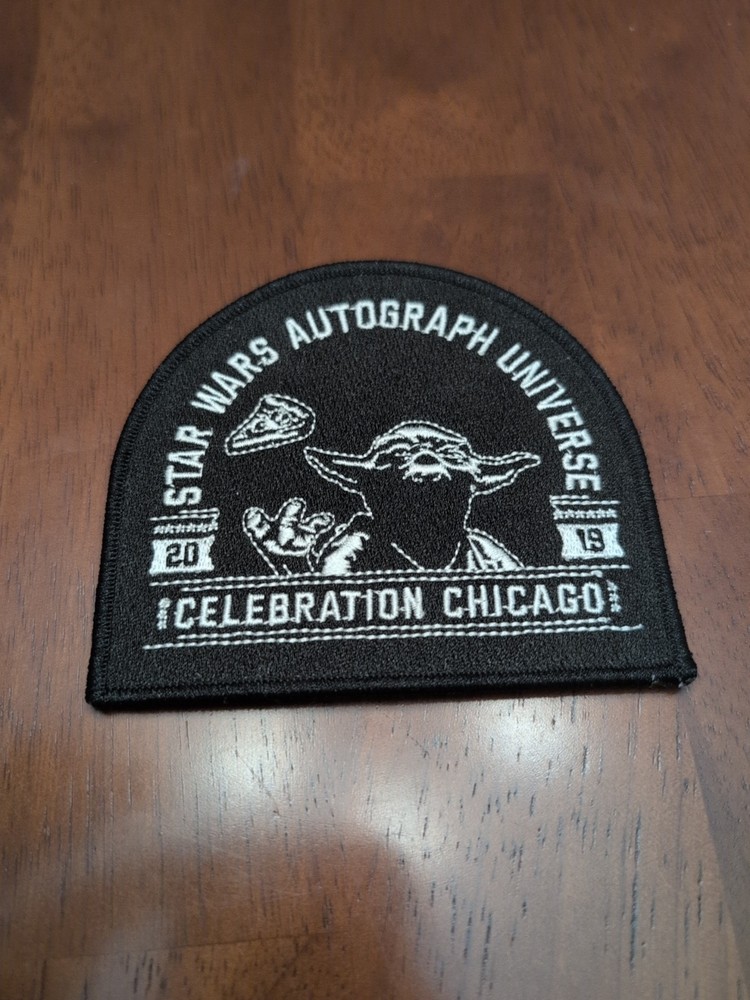 STAR WARS AUTOGRAPH UNIVERSE
20 19
CELEBRATION CHICAGO